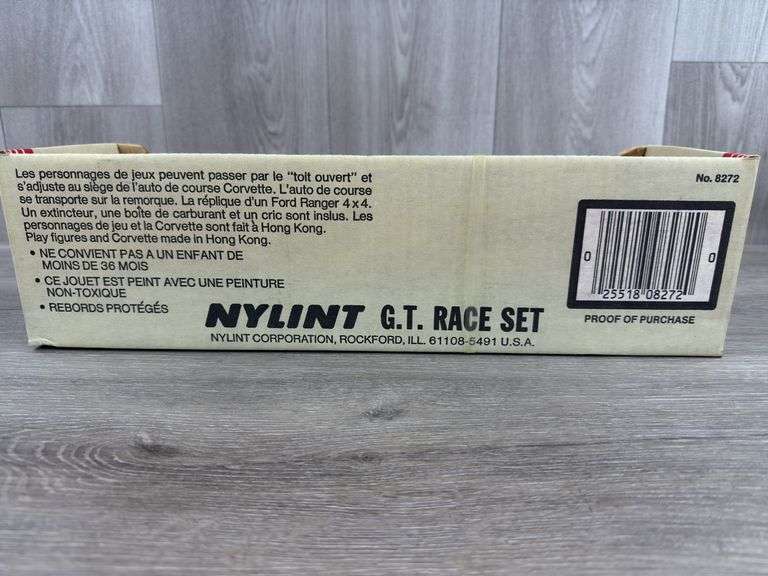 Les personnages de jeux peuvent passer par le "toit ouvert" et
s'adjuste au siège de l'auto de course Corvette. L'auto de course
se transporte sur la remorque. La réplique d'un Ford Ranger 4 x 4.
Un extincteur, une boîte de carburant et un cric sont inslus. Les
personnages de jeu et la Corvette sont fait à Hong Kong.
Play figures and Corvette made in Hong Kong.
• NE CONVIENT PAS A UN ENFANT DE
MOINS DE 36 MOIS
• CE JOUET EST PEINT AVEC UNE PEINTURE
NON-TOXIQUE
• REBORDS PROTÉGÉS
NYLINT G.T. RACE SET
NYLINT CORPORATION, ROCKFORD, ILL. 61108-5491 U.S.A.
No. 8272
0 25518 08272 0
PROOF OF PURCHASE